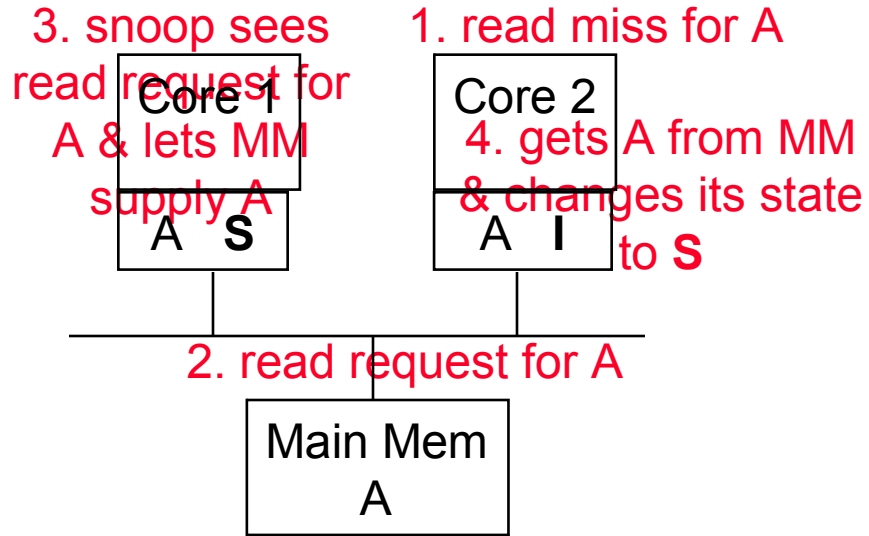 3. snoop sees
read request for
A & lets MM
supply A
1. read miss for A
Core 1
Core 2
4. gets A from MM
& changes its state
to S
A S
A I
2. read request for A
Main Mem
A